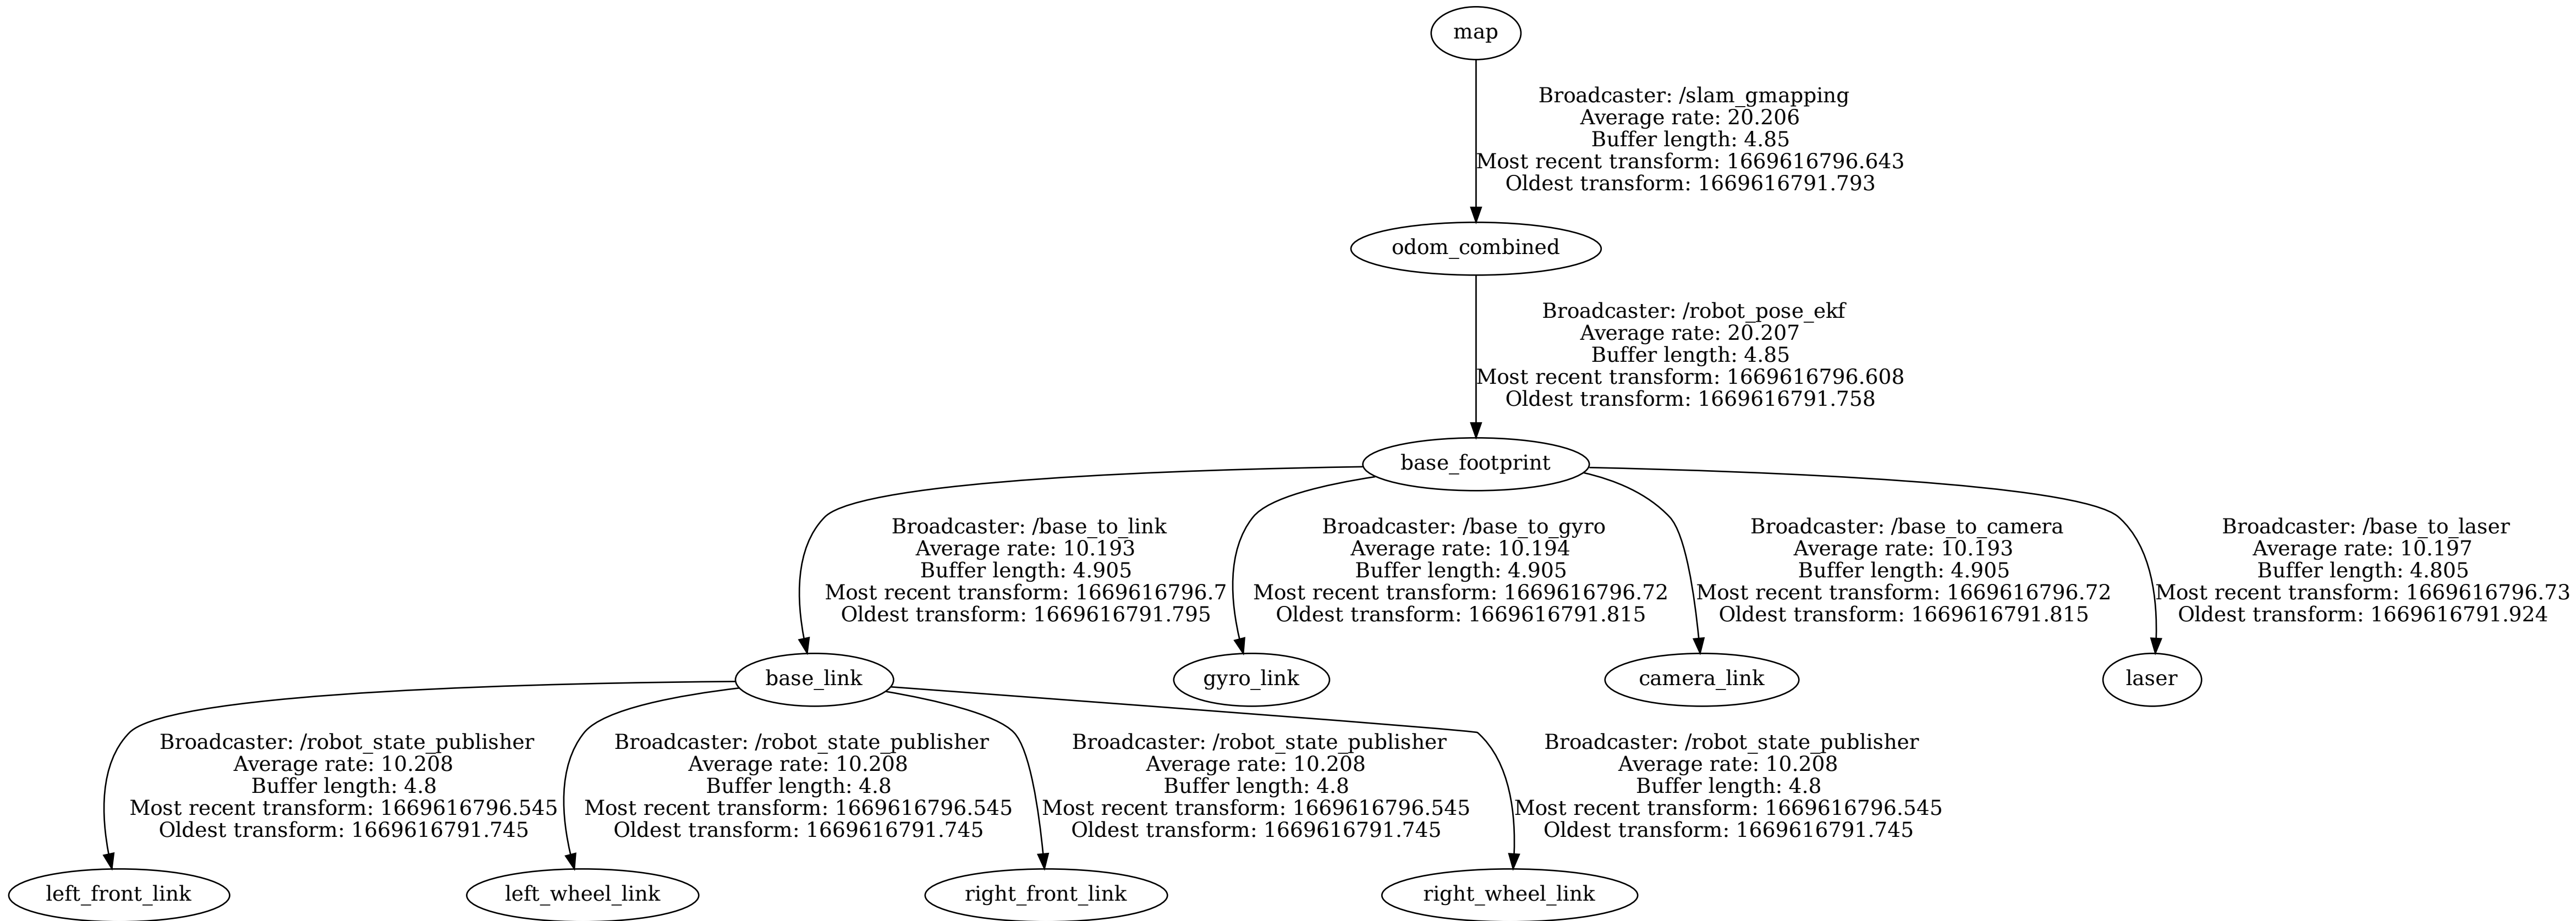 map
Broadcaster: /slam_gmapping
Average rate: 20.206
Buffer length: 4.85
Most recent transform: 1669616796.643
Oldest transform: 1669616791.793
odom_combined
Broadcaster: /robot_pose_ekf
Average rate: 20.207
Buffer length: 4.85
Most recent transform: 1669616796.608
Oldest transform: 1669616791.758
base_footprint
Broadcaster: /base_to_link
Average rate: 10.193
Buffer length: 4.905
Most recent transform: 1669616796.7
Oldest transform: 1669616791.795
Broadcaster: /base_to_gyro
Average rate: 10.194
Buffer length: 4.905
Most recent transform: 1669616796.72
Oldest transform: 1669616791.815
Broadcaster: /base_to_camera
Average rate: 10.193
Buffer length: 4.905
Most recent transform: 1669616796.72
Oldest transform: 1669616791.815
Broadcaster: /base_to_laser
Average rate: 10.197
Buffer length: 4.805
Most recent transform: 1669616796.73
Oldest transform: 1669616791.924
base_link
gyro_link
camera_link
laser
Broadcaster: /robot_state_publisher
Average rate: 10.208
Buffer length: 4.8
Most recent transform: 1669616796.545
Oldest transform: 1669616791.745
Broadcaster: /robot_state_publisher
Average rate: 10.208
Buffer length: 4.8
Most recent transform: 1669616796.545
Oldest transform: 1669616791.745
Broadcaster: /robot_state_publisher
Average rate: 10.208
Buffer length: 4.8
Most recent transform: 1669616796.545
Oldest transform: 1669616791.745
Broadcaster: /robot_state_publisher
Average rate: 10.208
Buffer length: 4.8
Most recent transform: 1669616796.545
Oldest transform: 1669616791.745
left_front_link
left_wheel_link
right_front_link
right_wheel_link